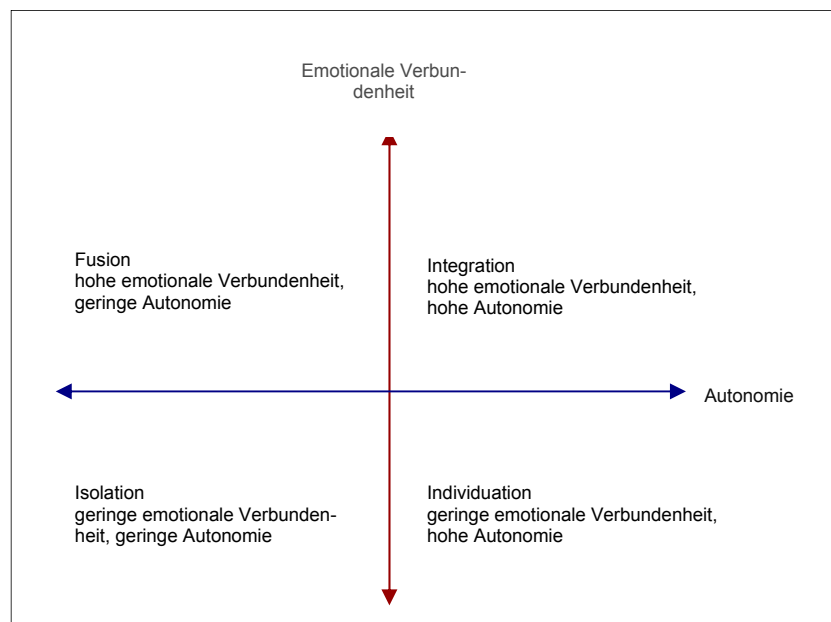 Emotionale Verbun-
denheit
Fusion
hohe emotionale Verbundenheit,
geringe Autonomie
Integration
hohe emotionale Verbundenheit,
hohe Autonomie
Autonomie
Isolation
geringe emotionale Verbunden-
heit, geringe Autonomie
Individuation
geringe emotionale Verbundenheit,
hohe Autonomie